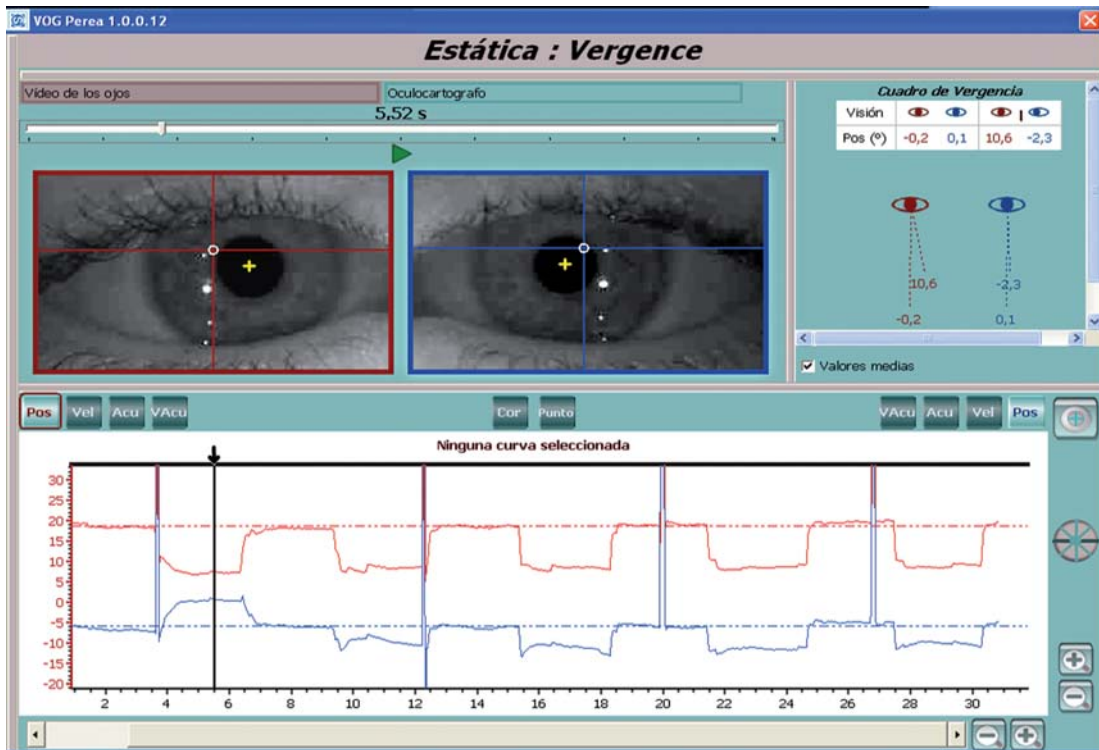 VOG Perea 1.0.0.12
Estática : Vergence
Vídeo de los ojos
Oculocartografo
5,52 s
Cuadro de Vergencia
Visión
Pos (º) -0,2 0,1 10,6 -2,3
10,6 -2,3
-0,2 0,1
Valores medias
Pos Vel Acu VAcu Cor Punto VAcu Acu Vel Pos
Ninguna curva seleccionada
30
25
20
15
10
5
0
-5
-10
-15
-20
2 4 6 8 10 12 14 16 18 20 22 24 26 28 30